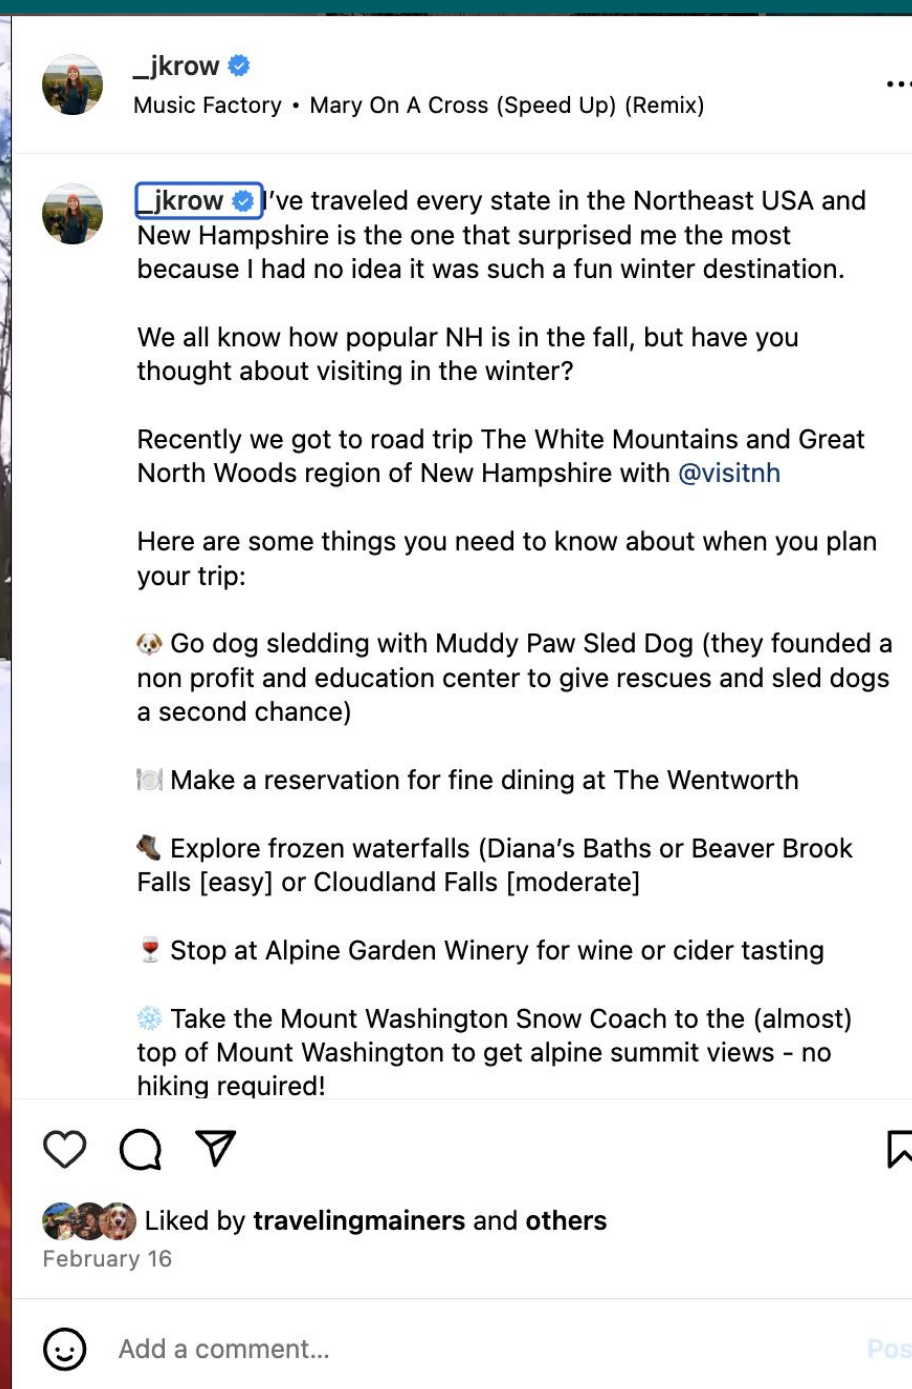 _jkrow
Music Factory • Mary On A Cross (Speed Up) (Remix)
_jkrow I’ve traveled every state in the Northeast USA and
New Hampshire is the one that surprised me the most
because I had no idea it was such a fun winter destination.
We all know how popular NH is in the fall, but have you
thought about visiting in the winter?
Recently we got to road trip The White Mountains and Great
North Woods region of New Hampshire with @visitnh
Here are some things you need to know about when you plan
your trip:
🐶 Go dog sledding with Muddy Paw Sled Dog (they founded a
non profit and education center to give rescues and sled dogs
a second chance)
🍽️ Make a reservation for fine dining at The Wentworth
🥾 Explore frozen waterfalls (Diana’s Baths or Beaver Brook
Falls [easy] or Cloudland Falls [moderate]
🍷 Stop at Alpine Garden Winery for wine or cider tasting
❄️ Take the Mount Washington Snow Coach to the (almost)
top of Mount Washington to get alpine summit views - no
hiking required!
Liked by travelingmainers and others
February 16
Add a comment...
Pos